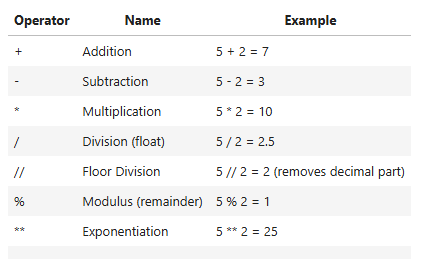 Operator Name Example
+ Addition 5 + 2 = 7
- Subtraction 5 - 2 = 3
* Multiplication 5 * 2 = 10
/ Division (float) 5 / 2 = 2.5
// Floor Division 5 // 2 = 2 (removes decimal part)
% Modulus (remainder) 5 % 2 = 1
** Exponentiation 5 ** 2 = 25